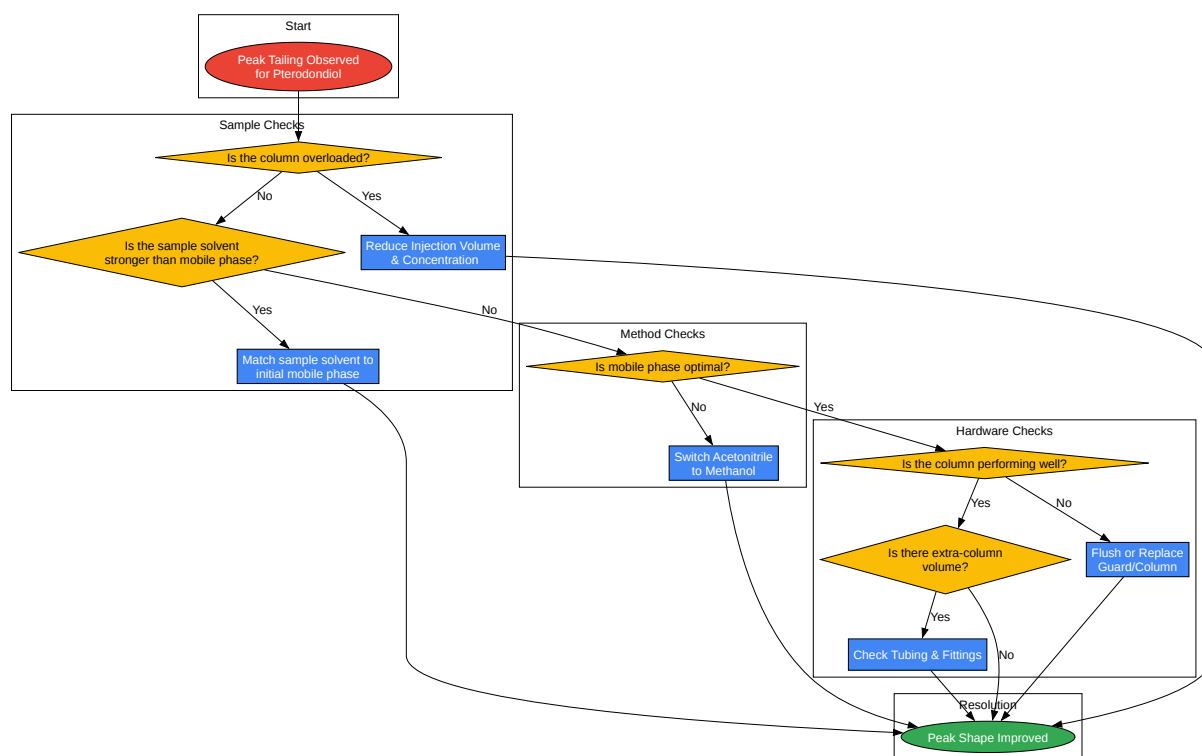 Start
Peak Tailing Observed
for Pterodondiol
Sample Checks
Is the column overloaded?
No
Yes
Is the sample solvent
stronger than mobile phase?
Reduce Injection Volume
& Concentration
Yes
No
Match sample solvent to
initial mobile phase
Method Checks
Is mobile phase optimal?
No
Yes
Switch Acetonitrile
to Methanol
Hardware Checks
Is the column performing well?
Yes
No
Is there extra-column
volume?
Flush or Replace
Guard/Column
Yes
No
Check Tubing & Fittings
Resolution
Peak Shape Improved